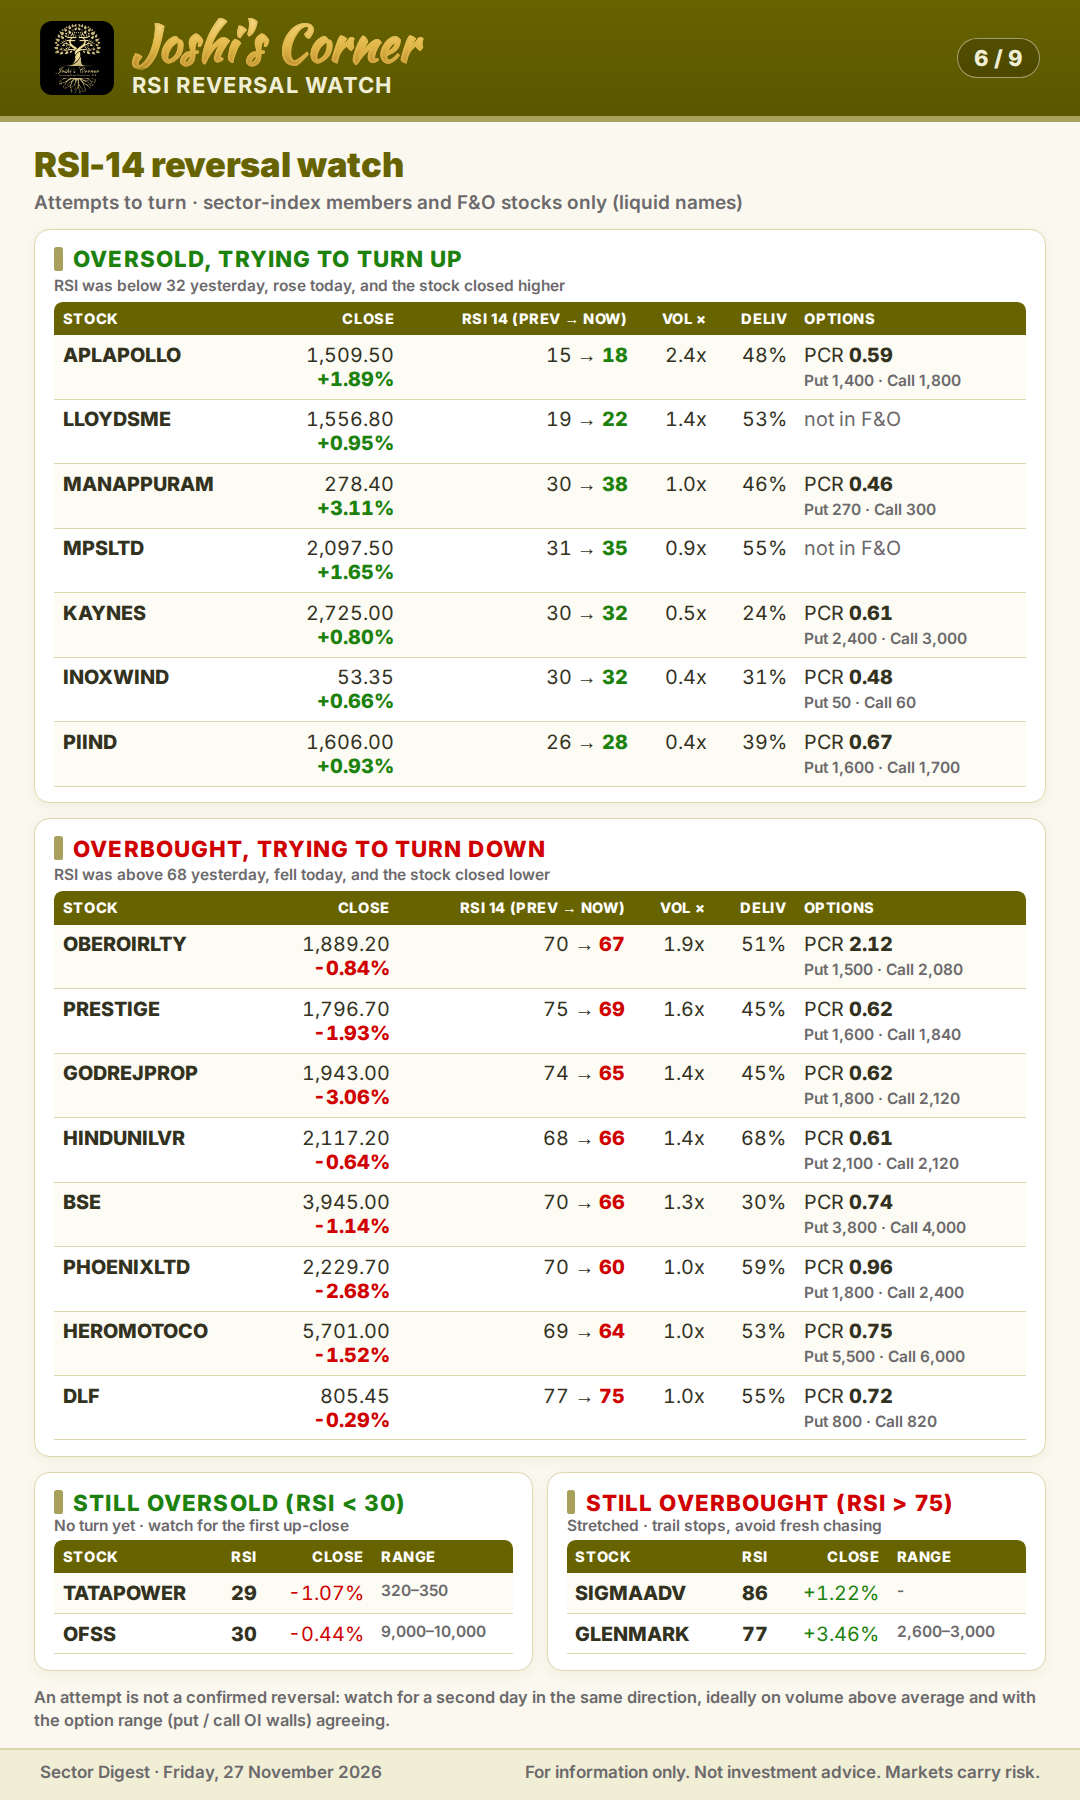 Joshi's Corner
Joshi's Corner
RSI REVERSAL WATCH
6 / 9
RSI-14 reversal watch
Attempts to turn · sector-index members and F&O stocks only (liquid names)
OVERSOLD, TRYING TO TURN UP
RSI was below 32 yesterday, rose today, and the stock closed higher
STOCK CLOSE RSI 14 (PREV → NOW) VOL × DELIV OPTIONS
APLAPOLLO 1,509.50 15 → 18 2.4x 48% PCR 0.59
+1.89% Put 1,400 · Call 1,800
LLOYDSME 1,556.80 19 → 22 1.4x 53% not in F&O
+0.95%
MANAPPURAM 278.40 30 → 38 1.0x 46% PCR 0.46
+3.11% Put 270 · Call 300
MPSLTD 2,097.50 31 → 35 0.9x 55% not in F&O
+1.65%
KAYNES 2,725.00 30 → 32 0.5x 24% PCR 0.61
+0.80% Put 2,400 · Call 3,000
INOXWIND 53.35 30 → 32 0.4x 31% PCR 0.48
+0.66% Put 50 · Call 60
PIIND 1,606.00 26 → 28 0.4x 39% PCR 0.67
+0.93% Put 1,600 · Call 1,700
OVERBOUGHT, TRYING TO TURN DOWN
RSI was above 68 yesterday, fell today, and the stock closed lower
STOCK CLOSE RSI 14 (PREV → NOW) VOL × DELIV OPTIONS
OBEROIRLTY 1,889.20 70 → 67 1.9x 51% PCR 2.12
-0.84% Put 1,500 · Call 2,080
PRESTIGE 1,796.70 75 → 69 1.6x 45% PCR 0.62
-1.93% Put 1,600 · Call 1,840
GODREJPROP 1,943.00 74 → 65 1.4x 45% PCR 0.62
-3.06% Put 1,800 · Call 2,120
HINDUNILVR 2,117.20 68 → 66 1.4x 68% PCR 0.61
-0.64% Put 2,100 · Call 2,120
BSE 3,945.00 70 → 66 1.3x 30% PCR 0.74
-1.14% Put 3,800 · Call 4,000
PHOENIXLTD 2,229.70 70 → 60 1.0x 59% PCR 0.96
-2.68% Put 1,800 · Call 2,400
HEROMOTOCO 5,701.00 69 → 64 1.0x 53% PCR 0.75
-1.52% Put 5,500 · Call 6,000
DLF 805.45 77 → 75 1.0x 55% PCR 0.72
-0.29% Put 800 · Call 820
STILL OVERSOLD (RSI < 30)
No turn yet · watch for the first up-close
STOCK RSI CLOSE RANGE
TATAPOWER 29 -1.07% 320–350
OFSS 30 -0.44% 9,000–10,000
STILL OVERBOUGHT (RSI > 75)
Stretched · trail stops, avoid fresh chasing
STOCK RSI CLOSE RANGE
SIGMAADV 86 +1.22% -
GLENMARK 77 +3.46% 2,600–3,000
An attempt is not a confirmed reversal: watch for a second day in the same direction, ideally on volume above average and with
the option range (put / call OI walls) agreeing.
Sector Digest · Friday, 27 November 2026
For information only. Not investment advice. Markets carry risk.